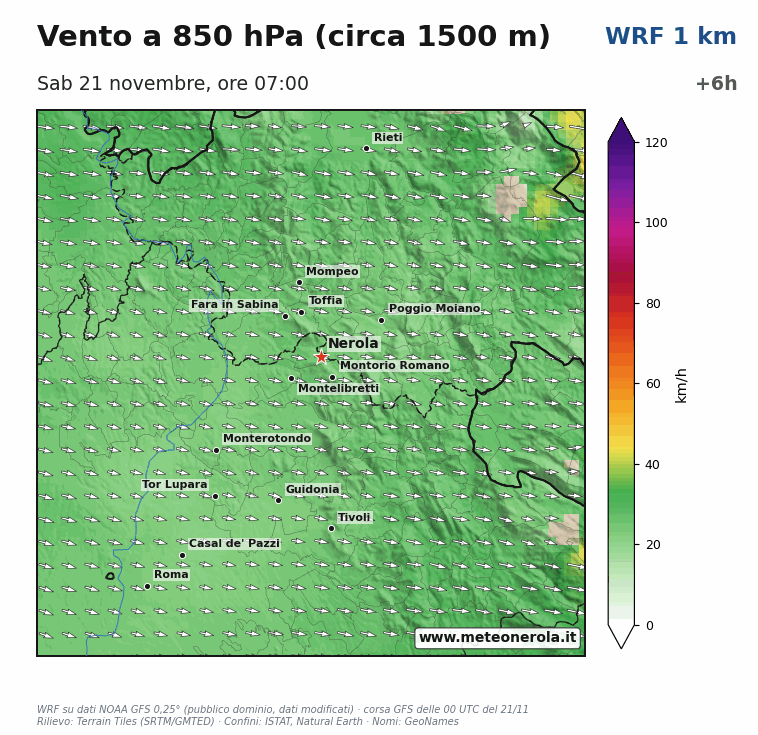 Vento a 850 hPa (circa 1500 m)
WRF 1 km
Sab 21 novembre, ore 07:00
+6h
Rieti
Mompeo
Toffia
Fara in Sabina
Poggio Moiano
Nerola
Montorio Romano
Montelibretti
Monterotondo
Tor Lupara
Guidonia
Tivoli
Casal de' Pazzi
Roma
www.meteonerola.it
120
100
80
60
40
20
0
km/h
WRF su dati NOAA GFS 0,25° (pubblico dominio, dati modificati) · corsa GFS delle 00 UTC del 21/11
Rilievo: Terrain Tiles (SRTM/GMTED) · Confini: ISTAT, Natural Earth · Nomi: GeoNames